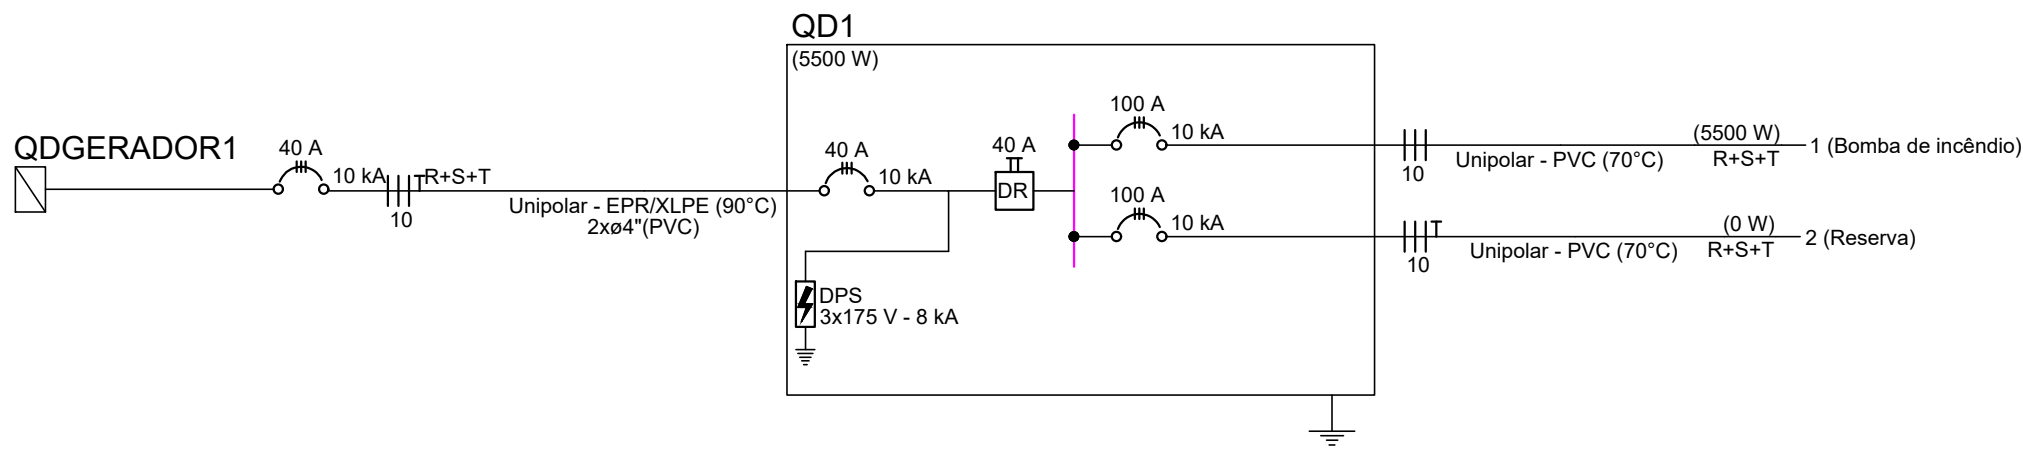 QD1
(5500 W)
QDGERADOR1
40 A
10 kA
T
R+S+T
10
Unipolar - EPR/XLPE (90°C)
2xø4"(PVC)
40 A
10 kA
40 A
DR
DPS
3x175 V - 8 kA
100 A
10 kA
10
Unipolar - PVC (70°C)
(5500 W)
R+S+T
1 (Bomba de incêndio)
100 A
10 kA
10
Unipolar - PVC (70°C)
(0 W)
R+S+T
2 (Reserva)